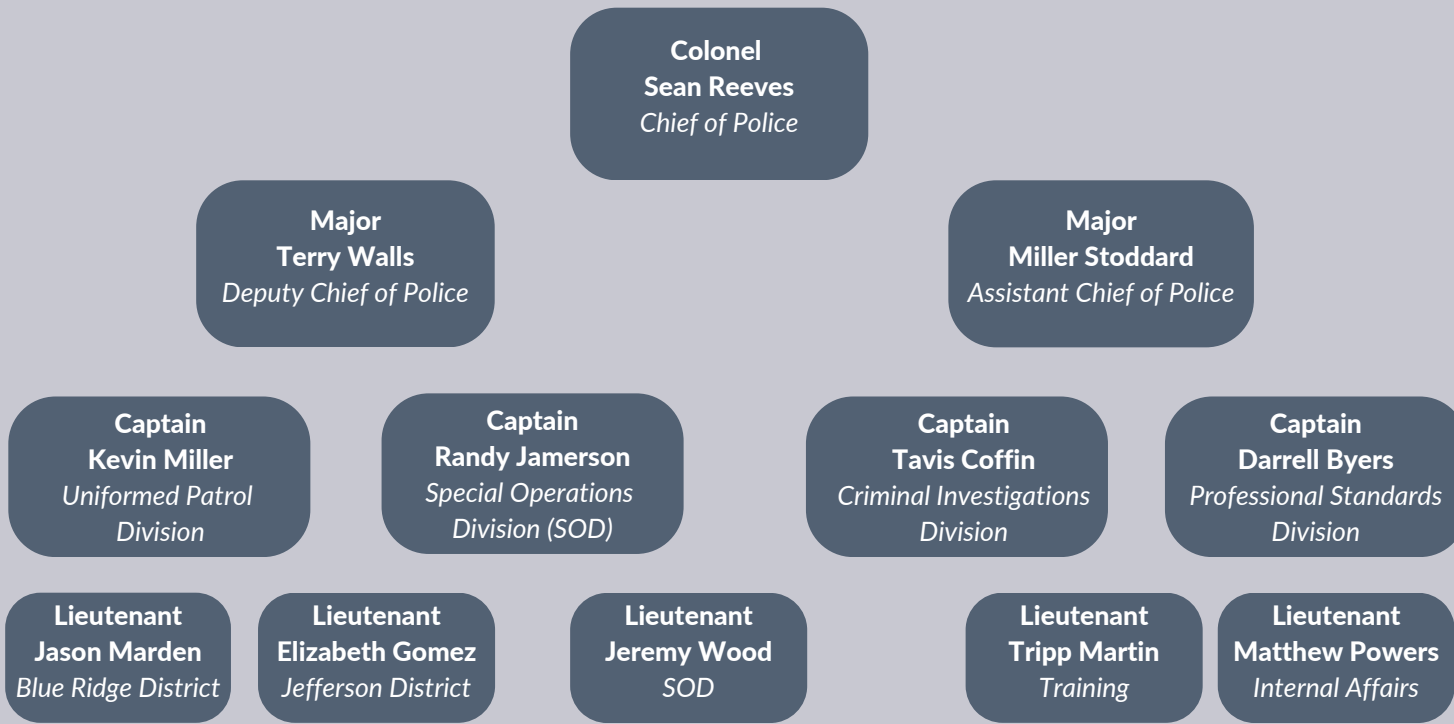 Colonel
Sean Reeves
Chief of Police
Major
Terry Walls
Deputy Chief of Police
Major
Miller Stoddard
Assistant Chief of Police
Captain
Kevin Miller
Uniformed Patrol
Division
Captain
Randy Jamerson
Special Operations
Division (SOD)
Captain
Tavis Coffin
Criminal Investigations
Division
Captain
Darrell Byers
Professional Standards
Division
Lieutenant
Jason Marden
Blue Ridge District
Lieutenant
Elizabeth Gomez
Jefferson District
Lieutenant
Jeremy Wood
SOD
Lieutenant
Tripp Martin
Training
Lieutenant
Matthew Powers
Internal Affairs